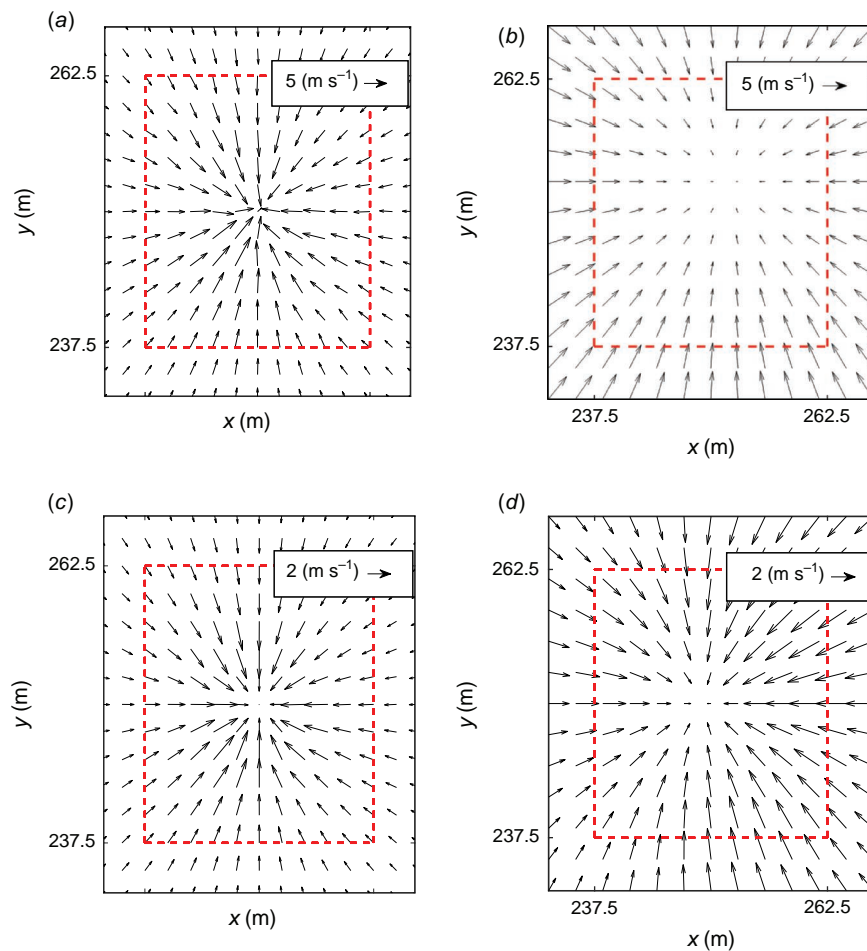 (a)
5 (m s⁻¹)
262.5
y (m)
237.5
x (m)
(b)
5 (m s⁻¹)
262.5
y (m)
237.5
237.5 262.5
x (m)
(c)
2 (m s⁻¹)
262.5
y (m)
237.5
x (m)
(d)
2 (m s⁻¹)
262.5
y (m)
237.5
237.5 262.5
x (m)